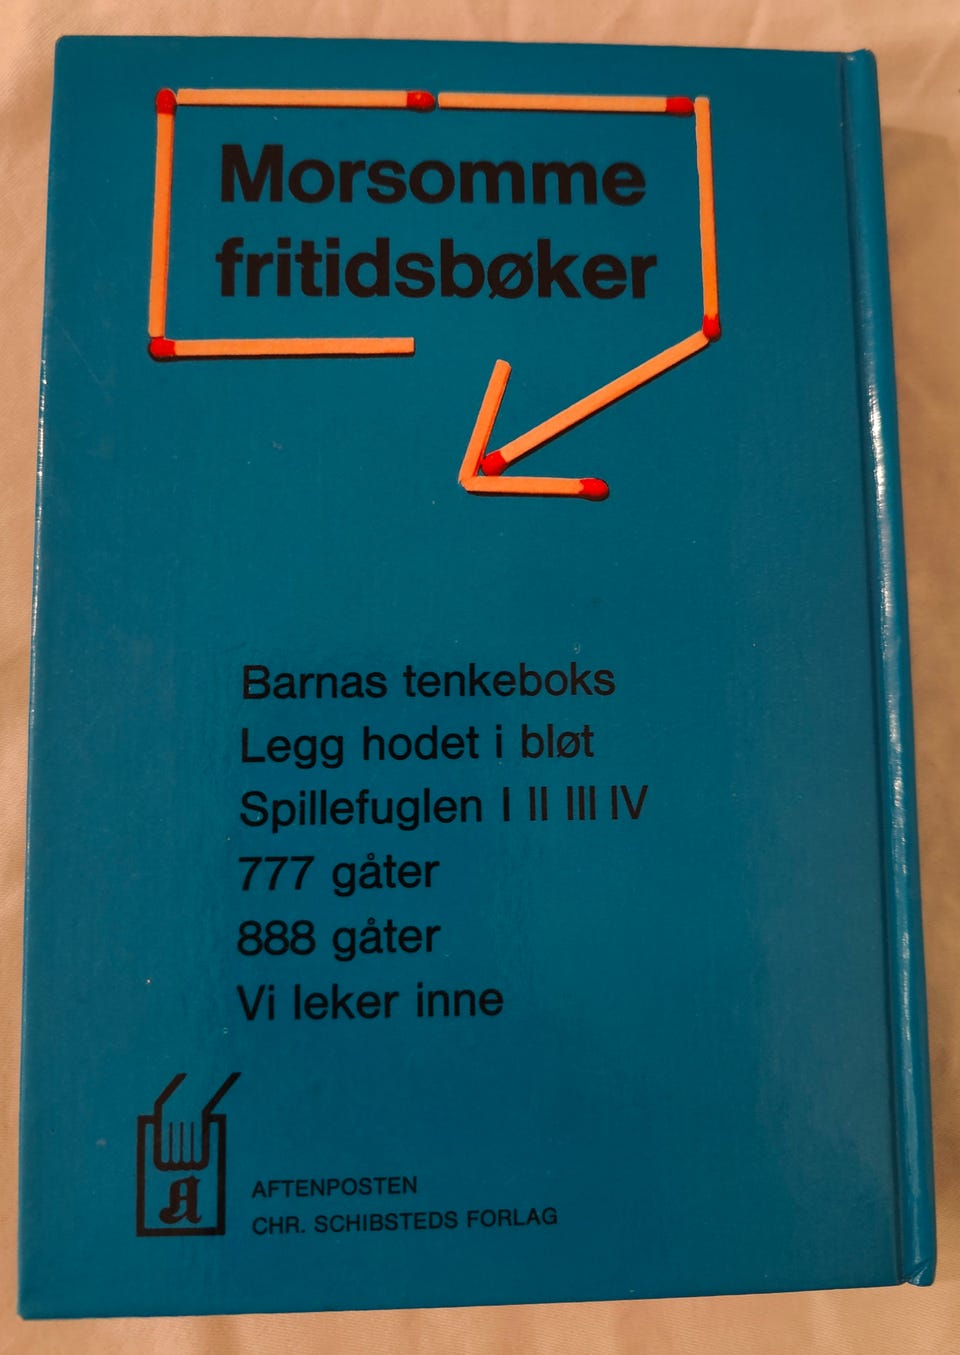 Morsomme
fritidsbøker
Barnas tenkeboks
Legg hodet i bløt
Spillefuglen I II III IV
777 gåter
888 gåter
Vi leker inne
A
AFTENPOSTEN
CHR. SCHIBSTEDS FORLAG